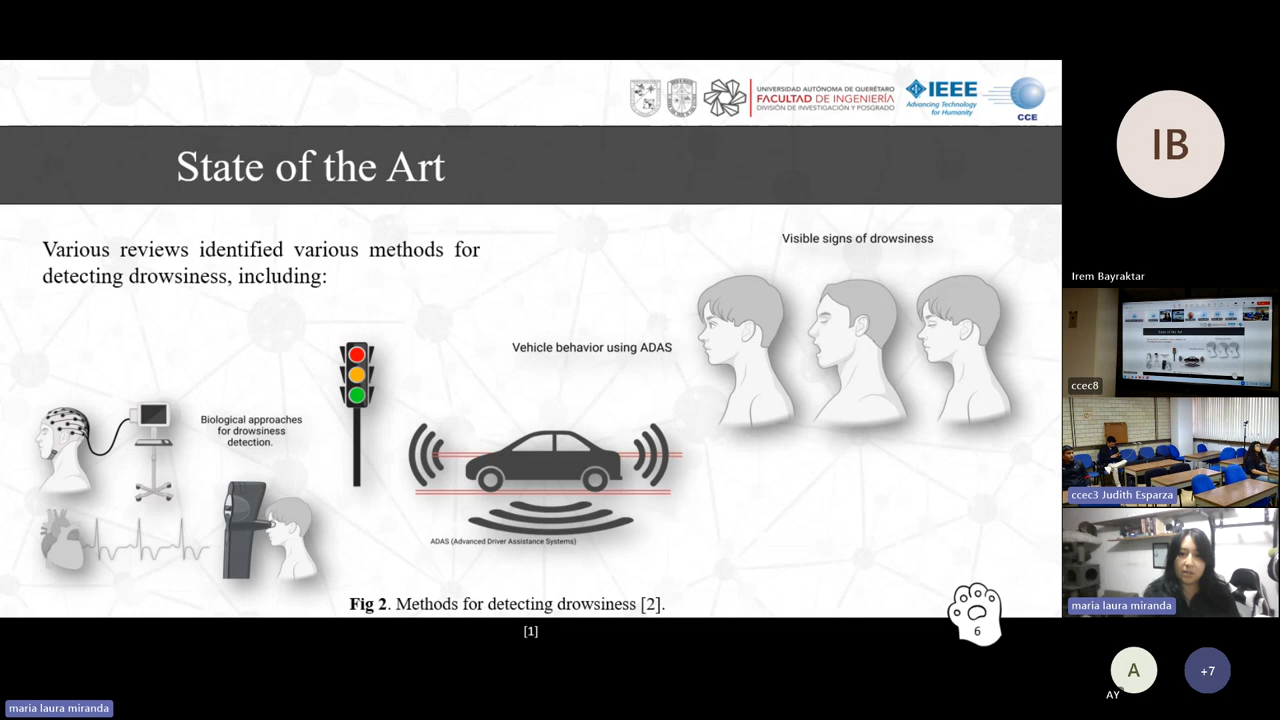 UNIVERSIDAD AUTÓNOMA DE QUERÉTARO
FACULTAD DE INGENIERÍA
DIVISIÓN DE INVESTIGACIÓN Y POSGRADO
IEEE
Advancing Technology
for Humanity
CCE
State of the Art
Various reviews identified various methods for
detecting drowsiness, including:
Visible signs of drowsiness
Vehicle behavior using ADAS
Biological approaches
for drowsiness
detection.
ADAS (Advanced Driver Assistance Systems)
Fig 2. Methods for detecting drowsiness [2].
6
[1]
maria laura miranda
IB
Irem Bayraktar
ccec8
ccec3 Judith Esparza
maria laura miranda
A
AY
+7